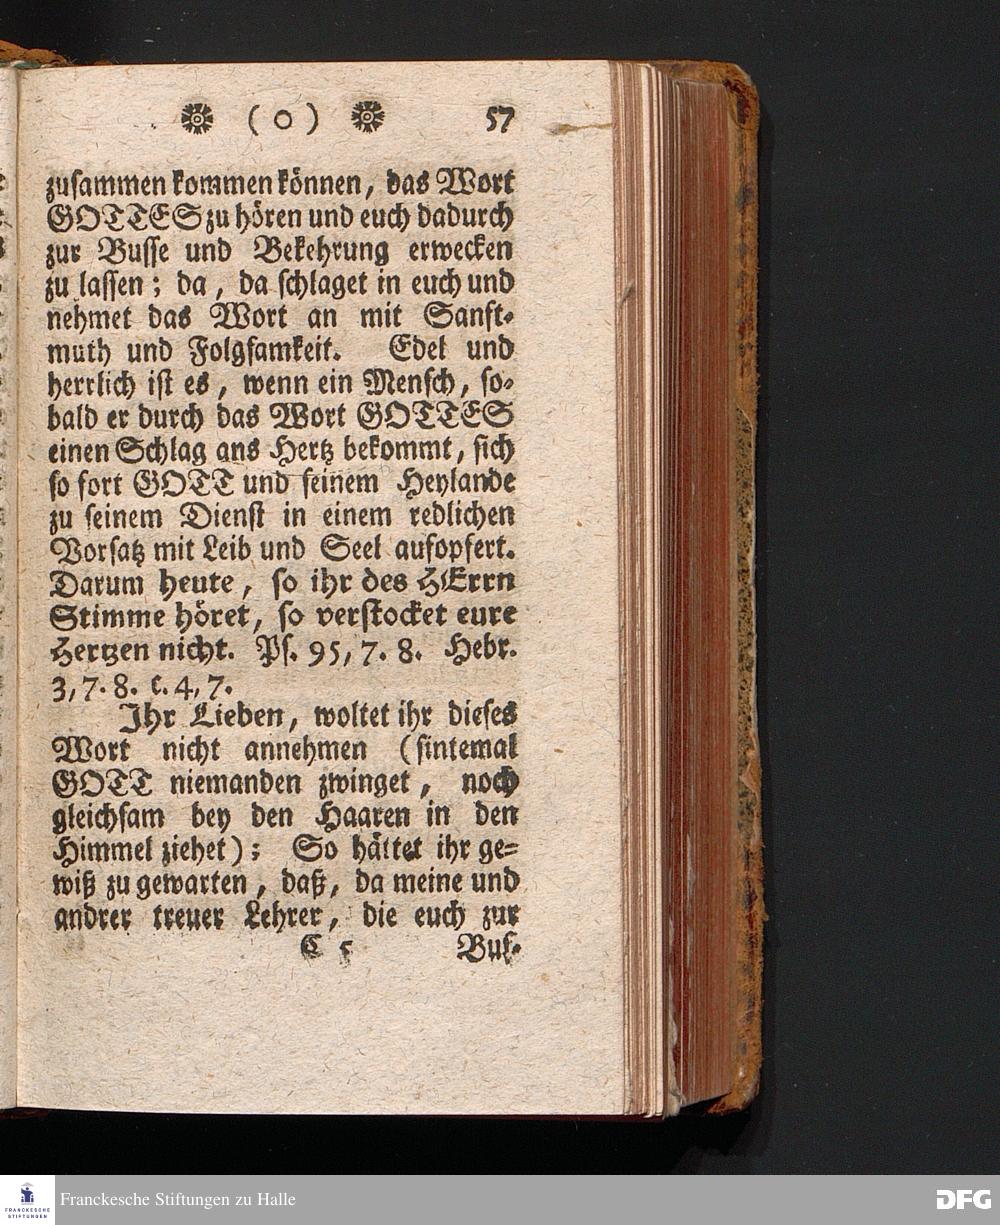 ( o ) 57
zusammen kommen können, das Wort
GOTTES zu hören und euch dadurch
zur Busse und Bekehrung erwecken
zu lassen; da, da schlaget in euch und
nehmet das Wort an mit Sanft-
muth und Folgsamkeit. Edel und
herrlich ist es, wenn ein Mensch, so-
bald er durch das Wort GOTTES
einen Schlag ans Hertz bekommt, sich
so fort GOTT und seinem Heylande
zu seinem Dienst in einem redlichen
Vorsatz mit Leib und Seel aufopfert.
Darum heute, so ihr des HErrn
Stimme höret, so verstocket eure
Hertzen nicht. Ps. 95, 7. 8. Hebr.
3, 7. 8. c. 4, 7.
Ihr Lieben, woltet ihr dieses
Wort nicht annehmen (sintemal
GOTT niemanden zwinget, noch
gleichsam bey den Haaren in den
Himmel ziehet): So hättet ihr ge-
wiß zu gewarten, daß, da meine und
andrer treuer Lehrer, die euch zur
C 5 Bus-
Franckesche Stiftungen zu Halle
FRANCKESCHE
STIFTUNGEN
DFG